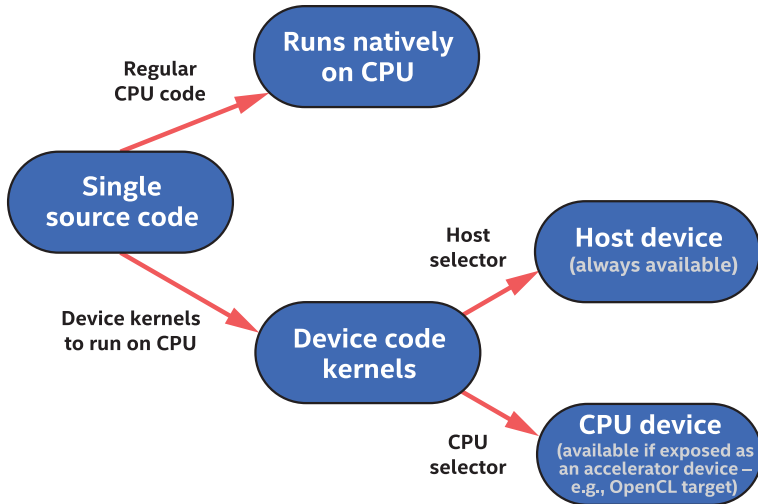 Runs natively
on CPU
Regular
CPU code
Single
source code
Host
selector
Host device
(always available)
Device kernels
to run on CPU
Device code
kernels
CPU
selector
CPU device
(available if exposed as
an accelerator device –
e.g., OpenCL target)